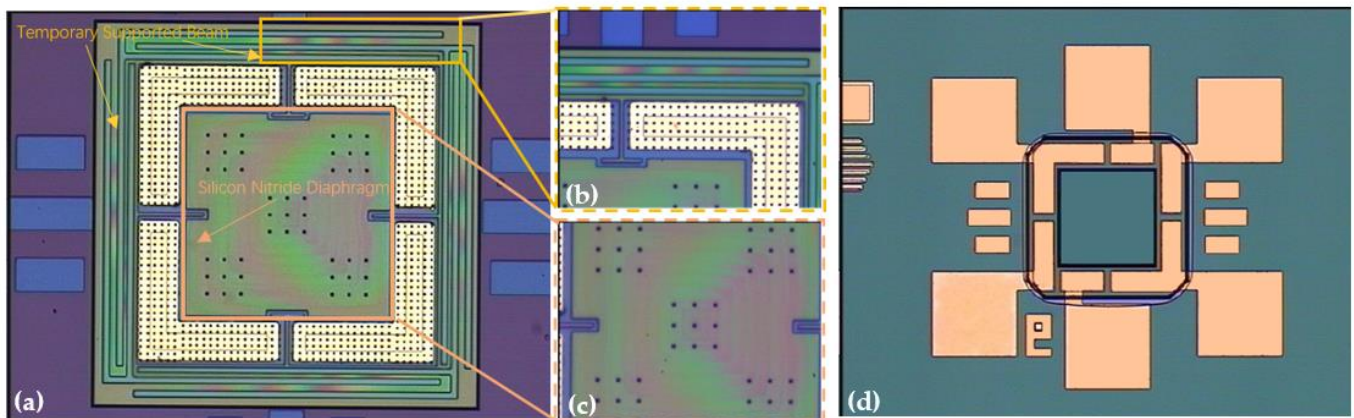 Temporary Supported Beam
Silicon Nitride Diaphragm
(a)
(b)
(c)
(d)
e